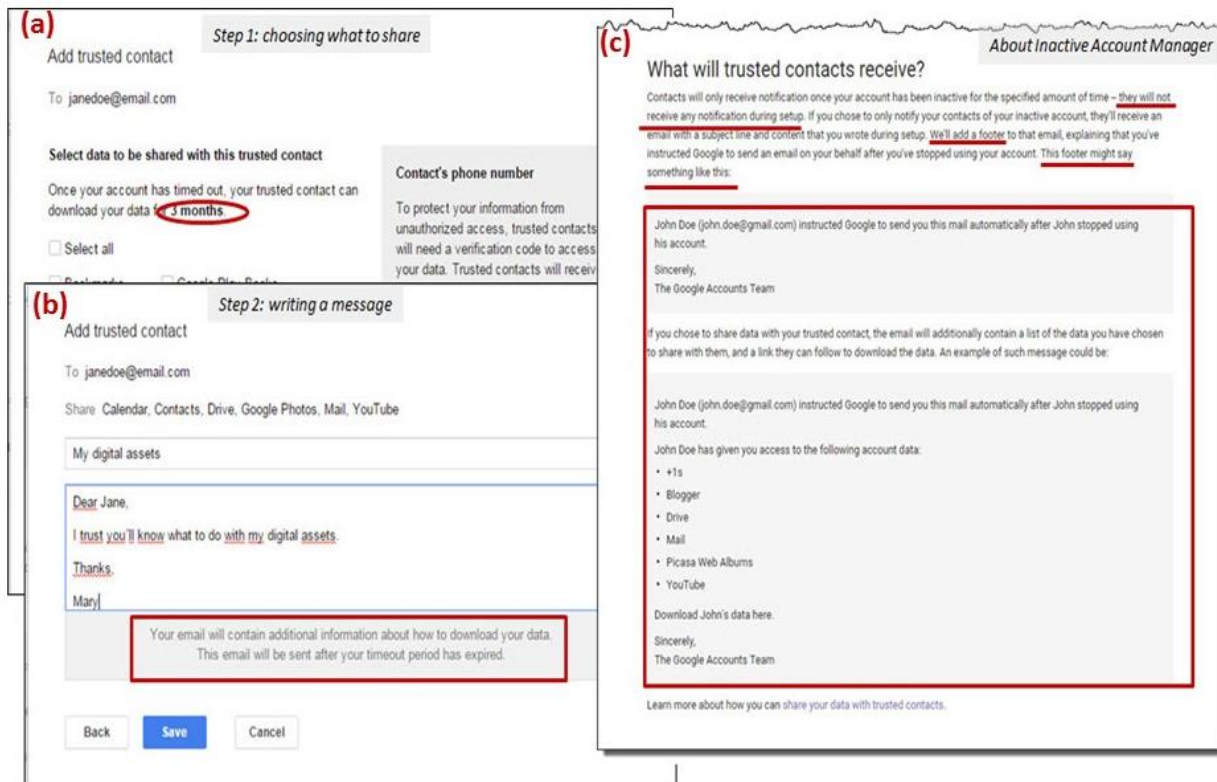 (a)
Step 1: choosing what to share
Add trusted contact
To janedoe@email.com
Select data to be shared with this trusted contact
Once your account has timed out, your trusted contact can
download your data for 3 months.
Select all
Bookmarks Google Play Books
Contact's phone number
To protect your information from
unauthorized access, trusted contacts
will need a verification code to access
your data. Trusted contacts will receiv
(b)
Step 2: writing a message
Add trusted contact
To janedoe@email.com
Share Calendar, Contacts, Drive, Google Photos, Mail, YouTube
My digital assets
Dear Jane,
I trust you'll know what to do with my digital assets.
Thanks,
Mary
Your email will contain additional information about how to download your data.
This email will be sent after your timeout period has expired.
Back Save Cancel
(c)
About Inactive Account Manager
What will trusted contacts receive?
Contacts will only receive notification once your account has been inactive for the specified amount of time – they will not
receive any notification during setup. If you chose to only notify your contacts of your inactive account, they'll receive an
email with a subject line and content that you wrote during setup. We'll add a footer to that email, explaining that you've
instructed Google to send an email on your behalf after you've stopped using your account. This footer might say
something like this:
John Doe (john.doe@gmail.com) instructed Google to send you this mail automatically after John stopped using
his account.
Sincerely,
The Google Accounts Team
If you chose to share data with your trusted contact, the email will additionally contain a list of the data you have chosen
to share with them, and a link they can follow to download the data. An example of such message could be:
John Doe (john.doe@gmail.com) instructed Google to send you this mail automatically after John stopped using
his account.
John Doe has given you access to the following account data:
• +1s
• Blogger
• Drive
• Mail
• Picasa Web Albums
• YouTube
Download John's data here.
Sincerely,
The Google Accounts Team
Learn more about how you can share your data with trusted contacts.